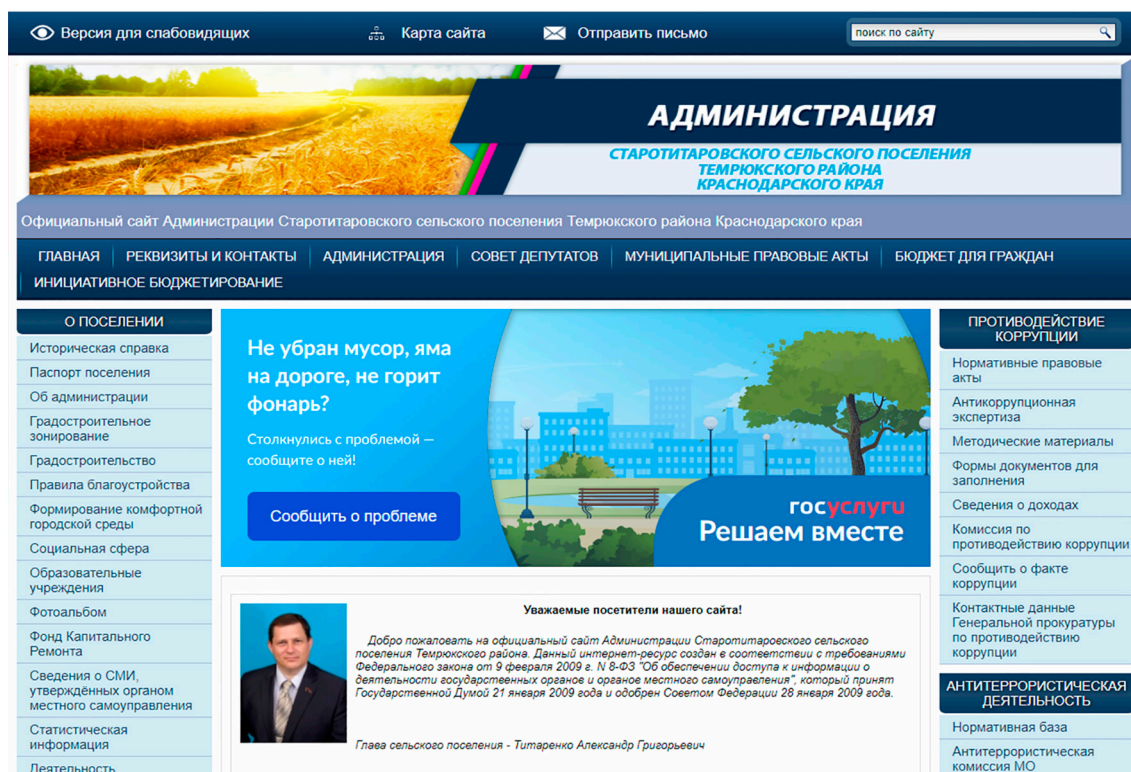 Версия для слабовидящих
Карта сайта
Отправить письмо
поиск по сайту
АДМИНИСТРАЦИЯ
СТАРОТИТАРОВСКОГО СЕЛЬСКОГО ПОСЕЛЕНИЯ
ТЕМРЮКСКОГО РАЙОНА
КРАСНОДАРСКОГО КРАЯ
Официальный сайт Администрации Старотитаровского сельского поселения Темрюкского района Краснодарского края
ГЛАВНАЯ
РЕКВИЗИТЫ И КОНТАКТЫ
АДМИНИСТРАЦИЯ
СОВЕТ ДЕПУТАТОВ
МУНИЦИПАЛЬНЫЕ ПРАВОВЫЕ АКТЫ
БЮДЖЕТ ДЛЯ ГРАЖДАН
ИНИЦИАТИВНОЕ БЮДЖЕТИРОВАНИЕ
О ПОСЕЛЕНИИ
Историческая справка
Паспорт поселения
Об администрации
Градостроительное
зонирование
Градостроительство
Правила благоустройства
Формирование комфортной
городской среды
Социальная сфера
Образовательные
учреждения
Фотоальбом
Фонд Капитального
Ремонта
Сведения о СМИ,
утверждённых органом
местного самоуправления
Статистическая
информация
Деятельность
Не убран мусор, яма
на дороге, не горит
фонарь?
Столкнулись с проблемой —
сообщите о ней!
Сообщить о проблеме
госуслуги
Решаем вместе
Уважаемые посетители нашего сайта!
Добро пожаловать на официальный сайт Администрации Старотитаровского сельского
поселения Темрюкского района. Данный интернет-ресурс создан в соответствии с требованиями
Федерального закона от 9 февраля 2009 г. N 8-ФЗ "Об обеспечении доступа к информации о
деятельности государственных органов и органов местного самоуправления", который принят
Государственной Думой 21 января 2009 года и одобрен Советом Федерации 28 января 2009 года.
Глава сельского поселения - Титаренко Александр Григорьевич
ПРОТИВОДЕЙСТВИЕ
КОРРУПЦИИ
Нормативные правовые
акты
Антикоррупционная
экспертиза
Методические материалы
Формы документов для
заполнения
Сведения о доходах
Комиссия по
противодействию коррупции
Сообщить о факте
коррупции
Контактные данные
Генеральной прокуратуры
по противодействию
коррупции
АНТИТЕРРОРИСТИЧЕСКАЯ
ДЕЯТЕЛЬНОСТЬ
Нормативная база
Антитеррористическая
комиссия МО